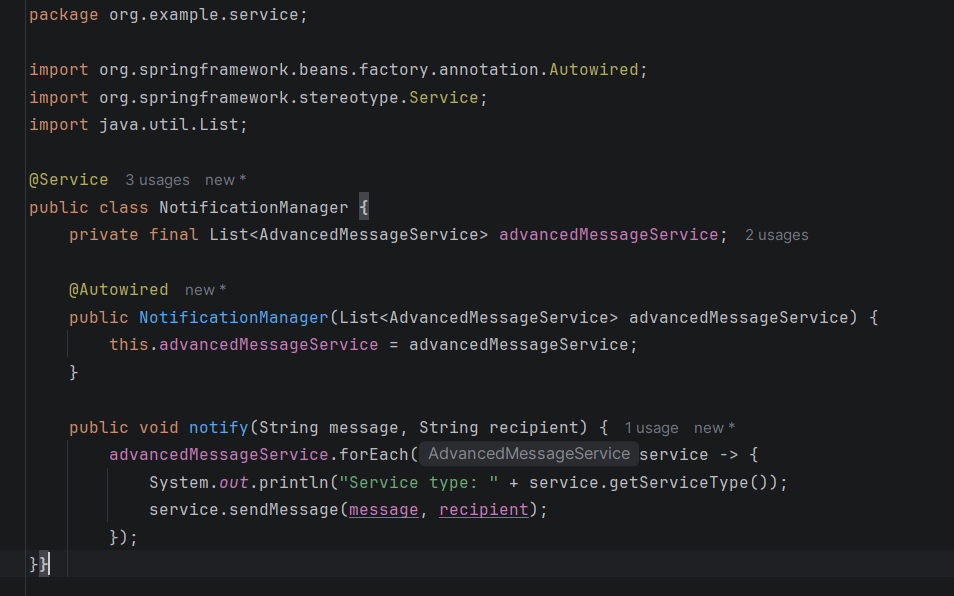 package org.example.service;
import org.springframework.beans.factory.annotation.Autowired;
import org.springframework.stereotype.Service;
import java.util.List;
@Service 3 usages new *
public class NotificationManager {
private final List<AdvancedMessageService> advancedMessageService; 2 usages
@Autowired new *
public NotificationManager(List<AdvancedMessageService> advancedMessageService) {
this.advancedMessageService = advancedMessageService;
}
public void notify(String message, String recipient) { 1 usage new *
advancedMessageService.forEach( AdvancedMessageService service -> {
System.out.println("Service type: " + service.getServiceType());
service.sendMessage(message, recipient);
});
}}